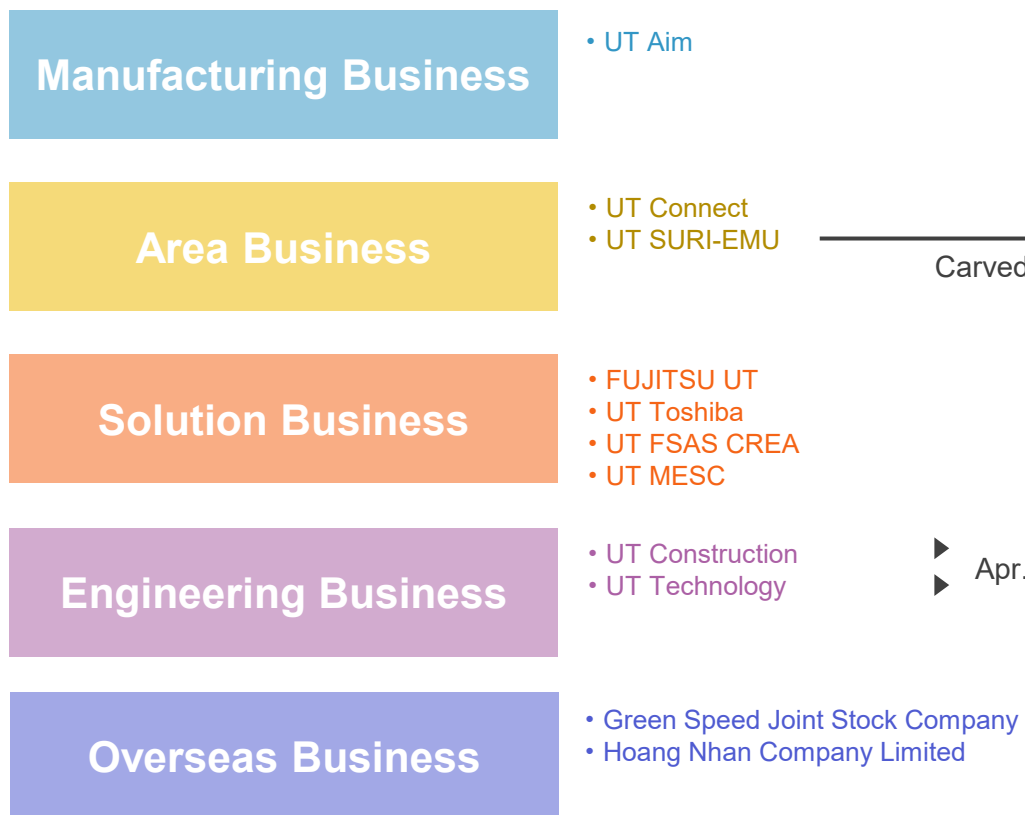 Manufacturing Business
• UT Aim
Area Business
• UT Connect
• UT SURI-EMU
Carved
Solution Business
• FUJITSU UT
• UT Toshiba
• UT FSAS CREA
• UT MESC
Engineering Business
• UT Construction
• UT Technology
Apr.
Overseas Business
• Green Speed Joint Stock Company
• Hoang Nhan Company Limited